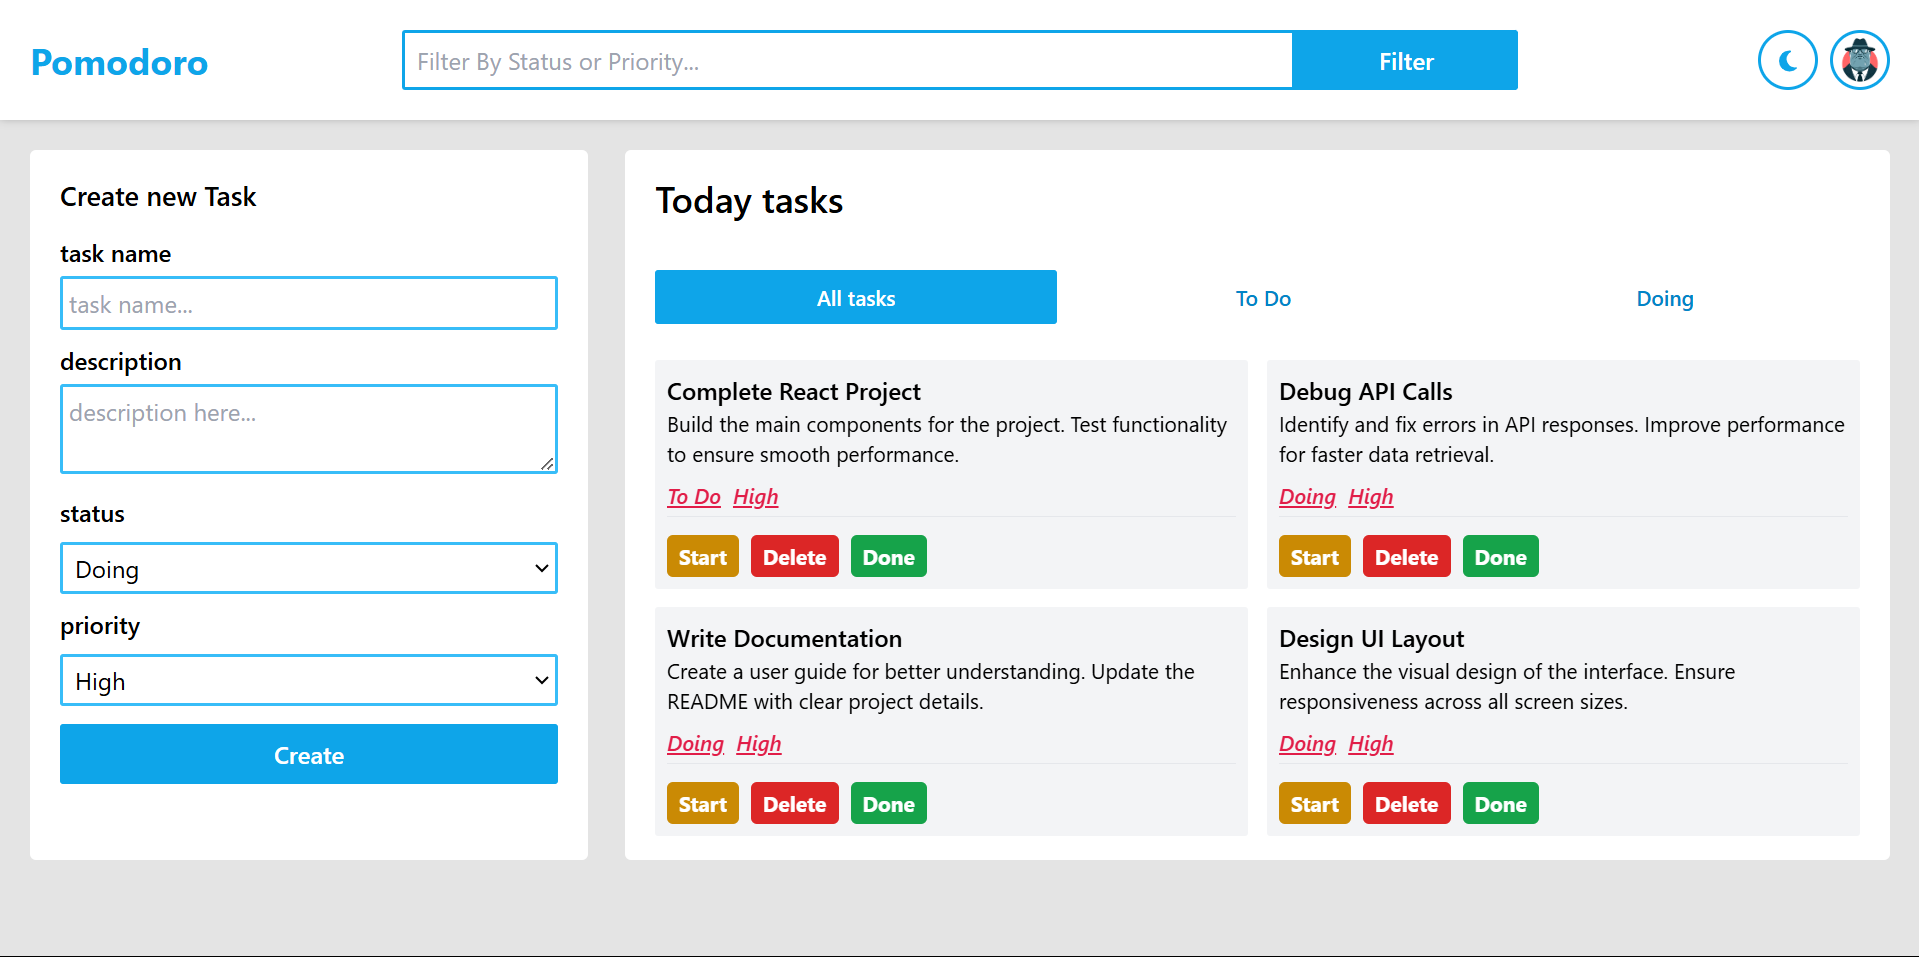 Pomodoro
Filter By Status or Priority...
Filter
Create new Task
task name
task name...
description
description here...
status
Doing
priority
High
Create
Today tasks
All tasks
To Do
Doing
Complete React Project
Build the main components for the project. Test functionality
to ensure smooth performance.
To Do High
Start Delete Done
Debug API Calls
Identify and fix errors in API responses. Improve performance
for faster data retrieval.
Doing High
Start Delete Done
Write Documentation
Create a user guide for better understanding. Update the
README with clear project details.
Doing High
Start Delete Done
Design UI Layout
Enhance the visual design of the interface. Ensure
responsiveness across all screen sizes.
Doing High
Start Delete Done